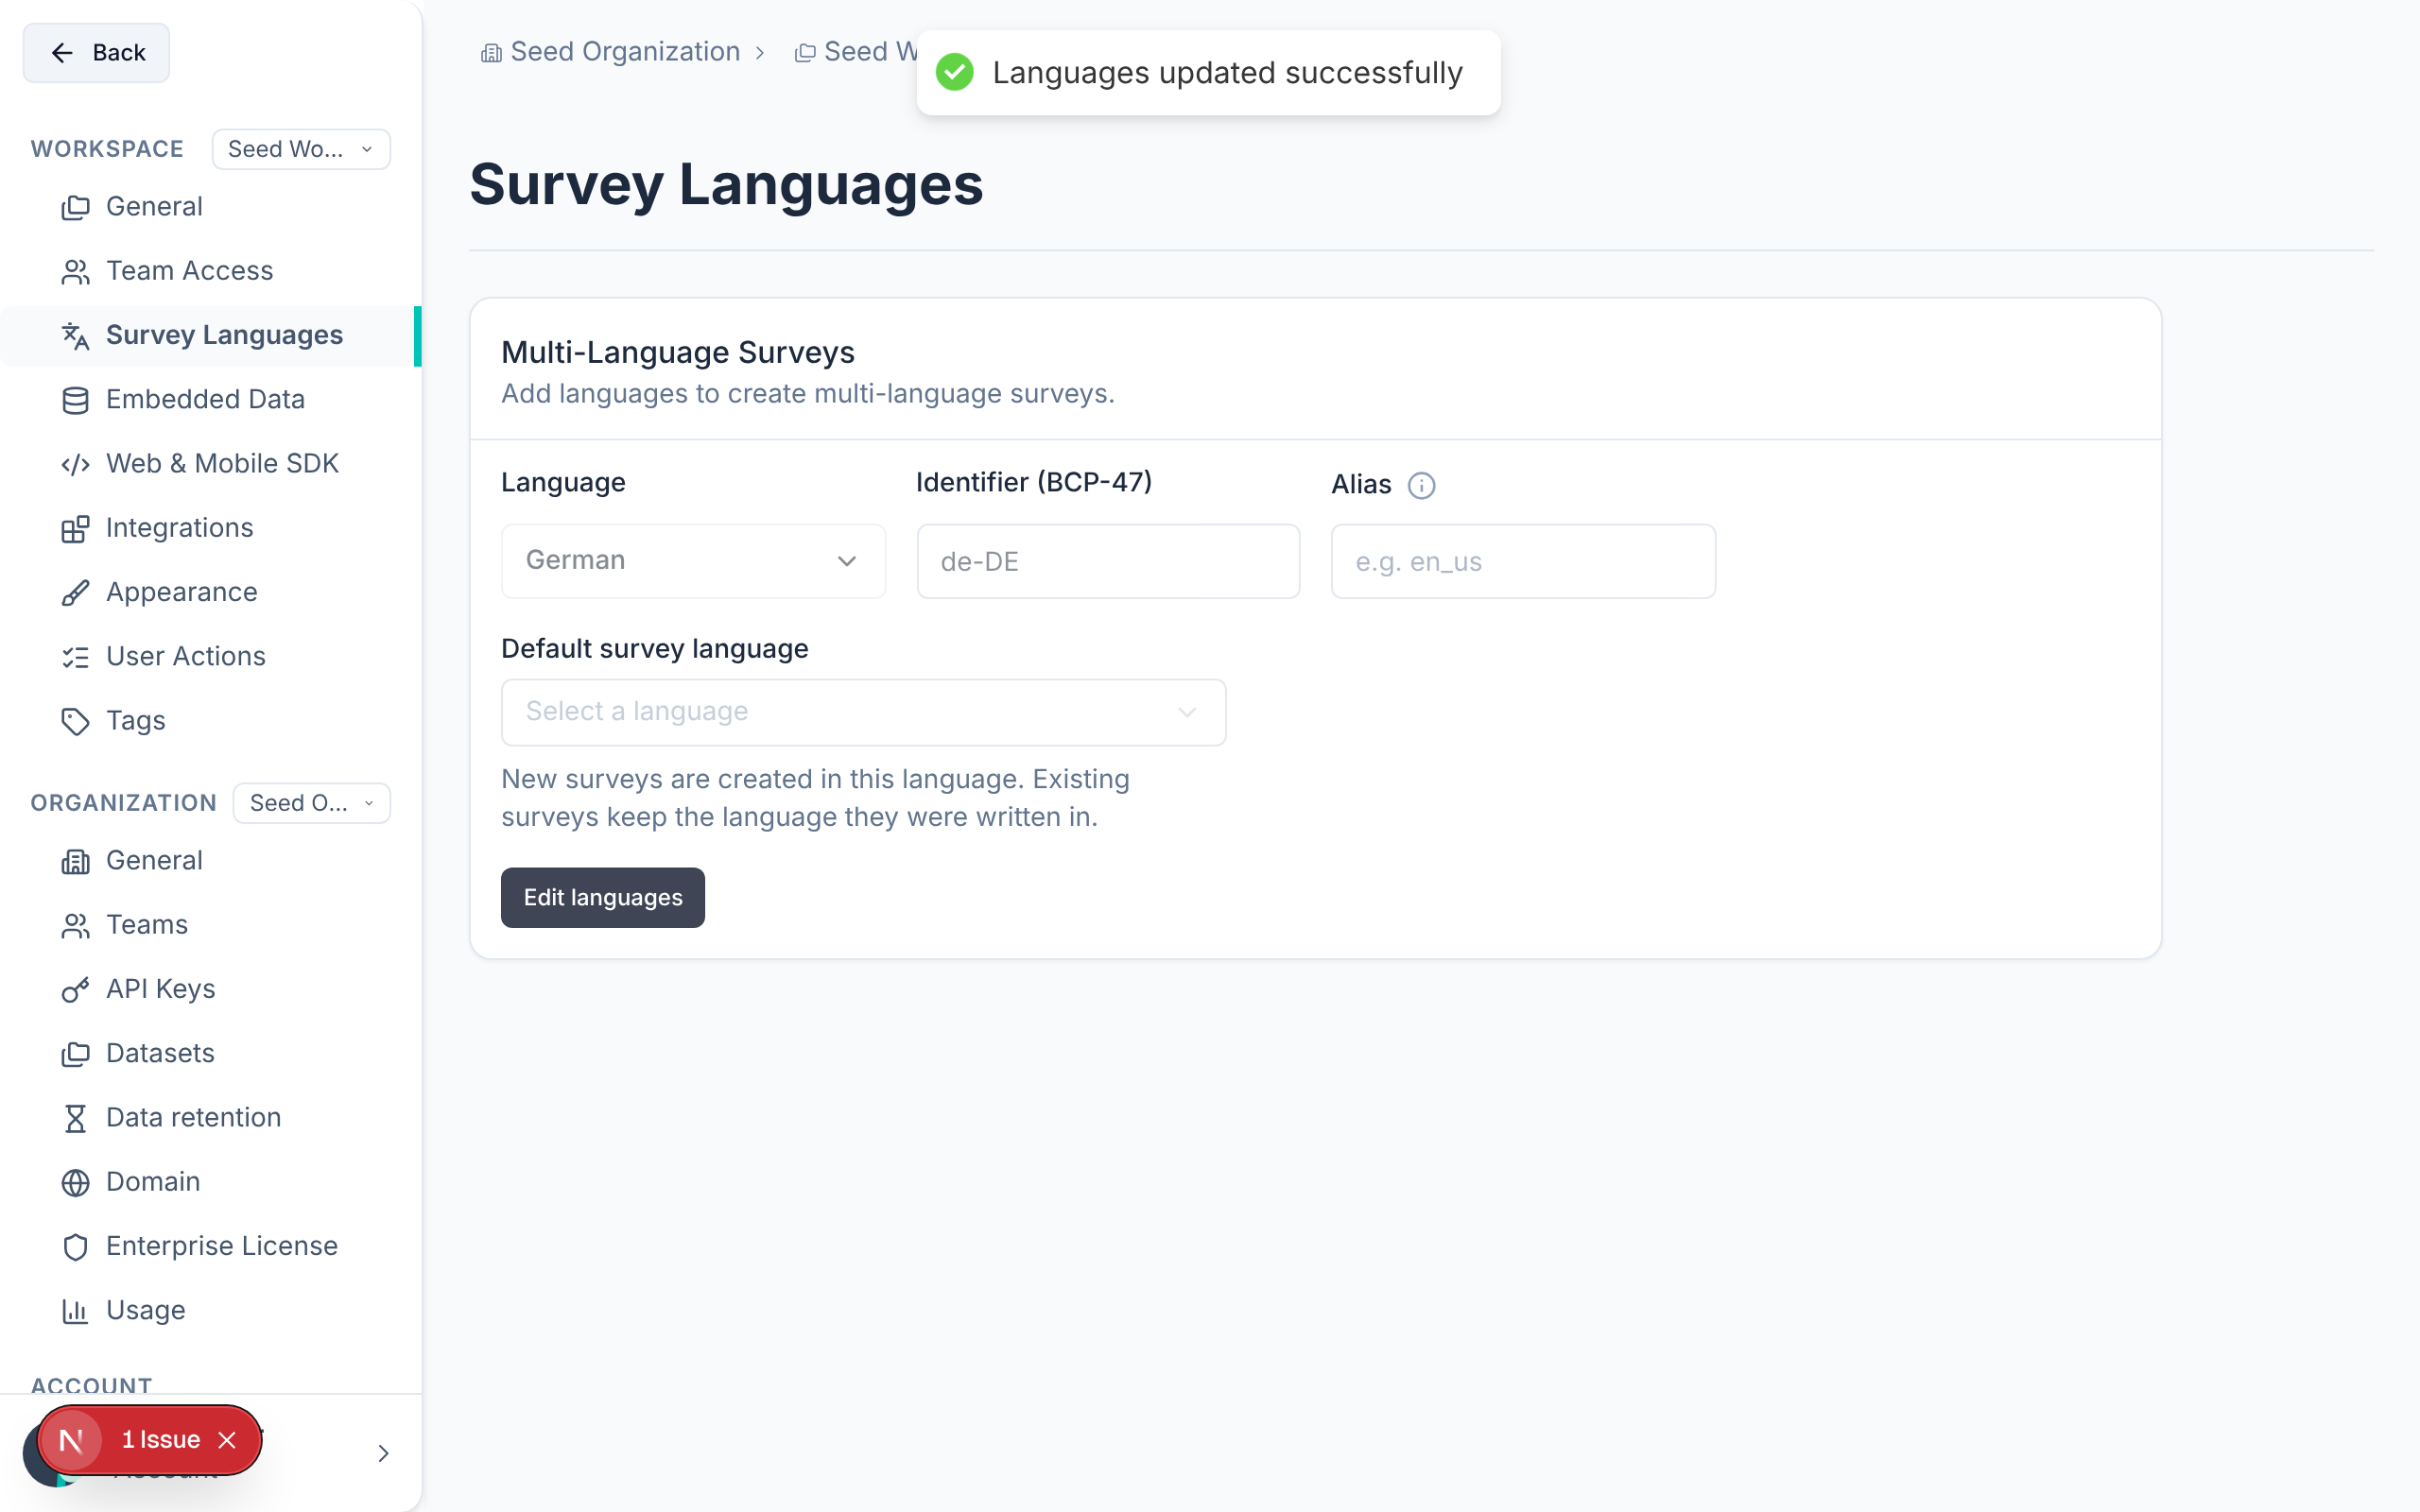 Back
WORKSPACE
Seed Wo...
General
Team Access
Survey Languages
Embedded Data
Web & Mobile SDK
Integrations
Appearance
User Actions
Tags
ORGANIZATION
Seed O...
General
Teams
API Keys
Datasets
Data retention
Domain
Enterprise License
Usage
ACCOUNT
N
1 Issue
Account
Seed Organization
Seed W
Languages updated successfully
Survey Languages
Multi-Language Surveys
Add languages to create multi-language surveys.
Language
Identifier (BCP-47)
Alias
German
de-DE
e.g. en_us
Default survey language
Select a language
New surveys are created in this language. Existing
surveys keep the language they were written in.
Edit languages